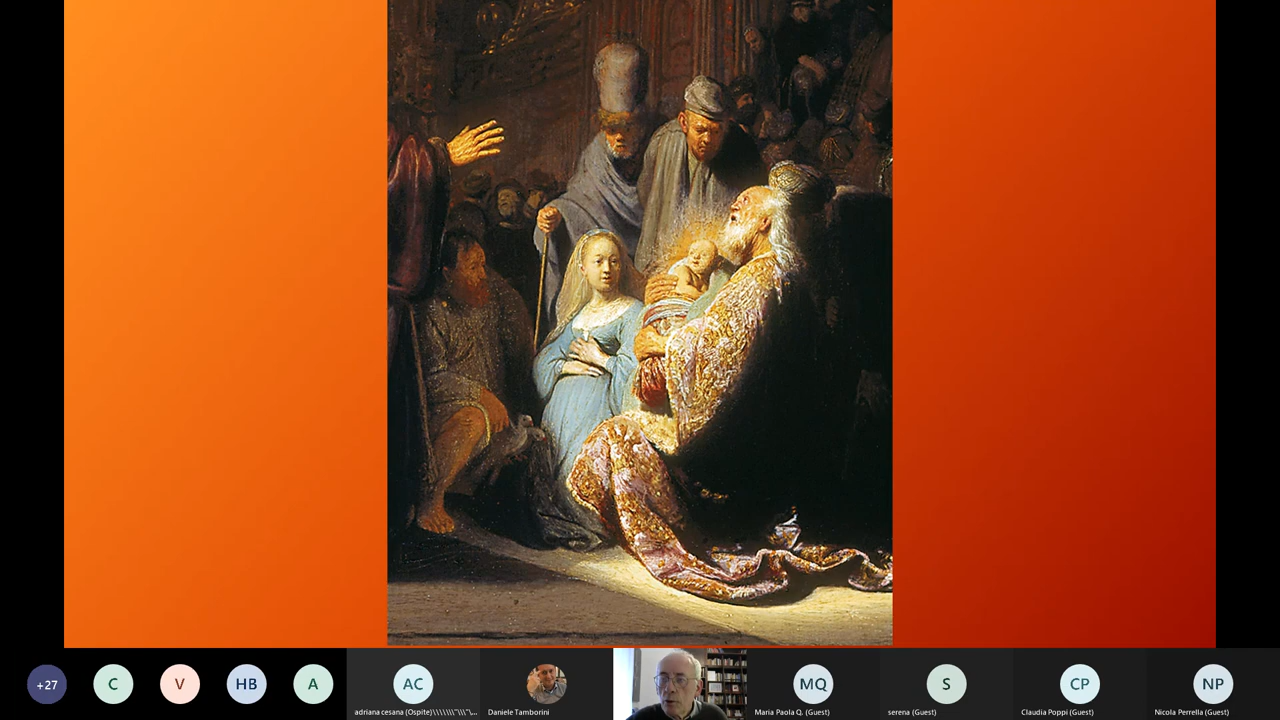 +27
C
V
HB
A
AC
adriana cesana (Ospite)\\\\\\\"\\\"\...
Daniele Tamborini
MQ
Maria Paola Q. (Guest)
S
serena (Guest)
CP
Claudia Poppi (Guest)
NP
Nicola Perrella (Guest)